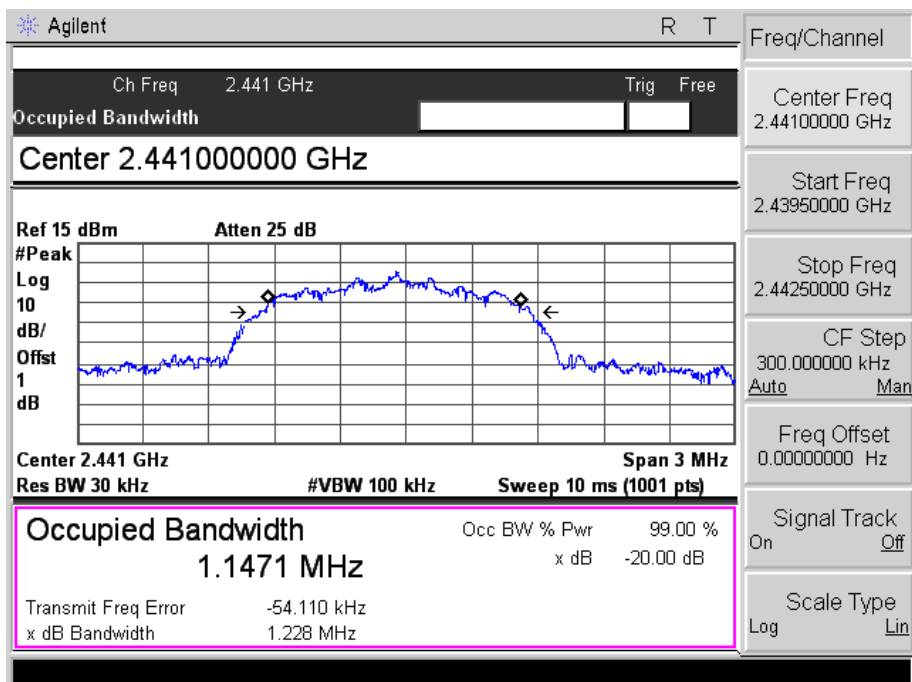 Agilent R T
Ch Freq 2.441 GHz Trig Free
Occupied Bandwidth
Center 2.441000000 GHz
Ref 15 dBm Atten 25 dB
#Peak
Log
10
dB/
Offst
1
dB
Center 2.441 GHz Span 3 MHz
Res BW 30 kHz #VBW 100 kHz Sweep 10 ms (1001 pts)
Occupied Bandwidth Occ BW % Pwr 99.00 %
1.1471 MHz x dB -20.00 dB
Transmit Freq Error -54.110 kHz
x dB Bandwidth 1.228 MHz
Freq/Channel
Center Freq
2.44100000 GHz
Start Freq
2.43950000 GHz
Stop Freq
2.44250000 GHz
CF Step
300.000000 kHz
Auto Man
Freq Offset
0.00000000 Hz
Signal Track
On Off
Scale Type
Log Lin